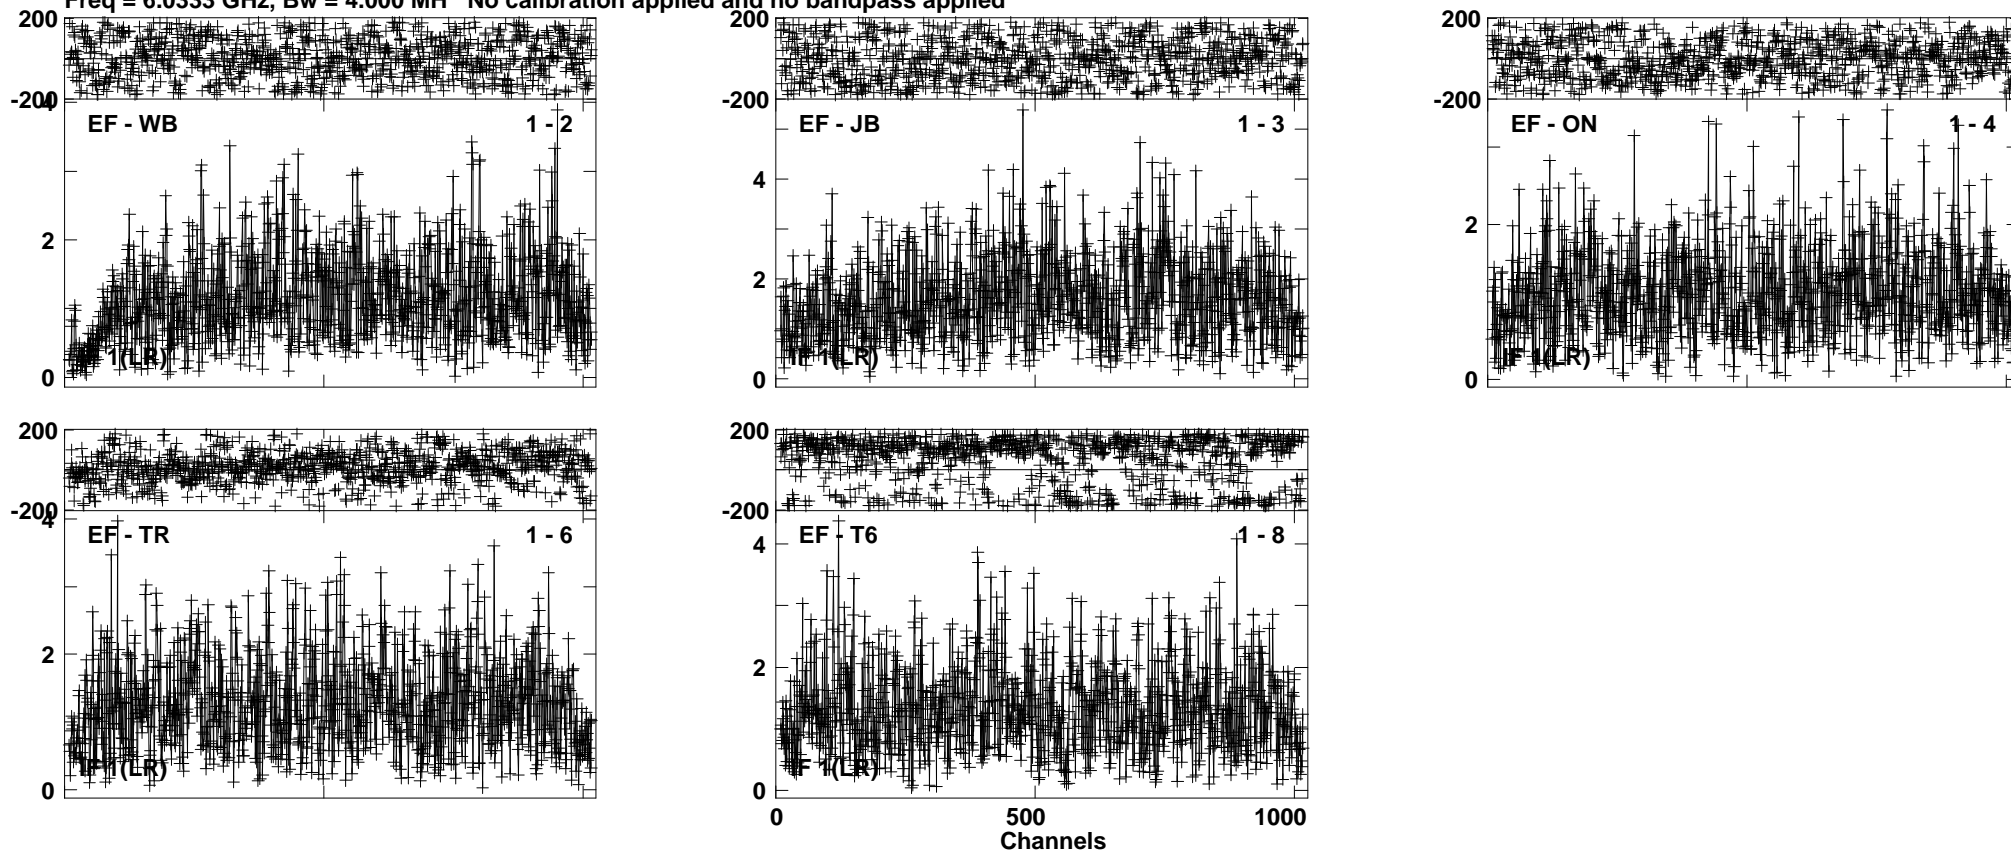 Freq = 6.0333 GHz, Bw = 4.000 MH No calibration applied and no bandpass applied
200
-200
4
EF - WB
1 - 2
2
IF 1(LR)
0
200
-200
EF - JB
1 - 3
4
2
IF 1(LR)
0
200
-200
EF - ON
1 - 4
2
IF 1(LR)
0
200
-200
4
EF - TR
1 - 6
2
IF 1(LR)
0
200
-200
EF - T6
1 - 8
4
2
IF 1(LR)
0
0 500 1000
Channels